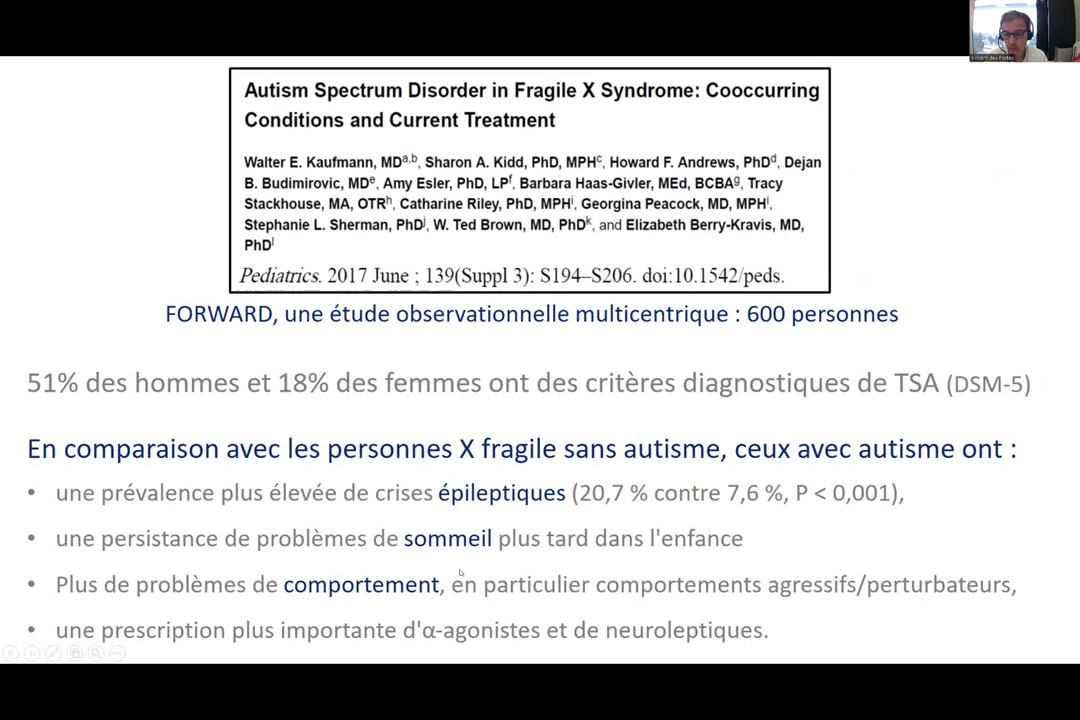 Vincent des Portes
Autism Spectrum Disorder in Fragile X Syndrome: Cooccurring
Conditions and Current Treatment
Walter E. Kaufmann, MDa,b, Sharon A. Kidd, PhD, MPHc, Howard F. Andrews, PhDd, Dejan
B. Budimirovic, MDe, Amy Esler, PhD, LPf, Barbara Haas-Givler, MEd, BCBAg, Tracy
Stackhouse, MA, OTRh, Catharine Riley, PhD, MPHi, Georgina Peacock, MD, MPHi,
Stephanie L. Sherman, PhDj, W. Ted Brown, MD, PhDk, and Elizabeth Berry-Kravis, MD,
PhDl
Pediatrics. 2017 June ; 139(Suppl 3): S194–S206. doi:10.1542/peds.
FORWARD, une étude observationnelle multicentrique : 600 personnes
51% des hommes et 18% des femmes ont des critères diagnostiques de TSA (DSM-5)
En comparaison avec les personnes X fragile sans autisme, ceux avec autisme ont :
• une prévalence plus élevée de crises épileptiques (20,7 % contre 7,6 %, P < 0,001),
• une persistance de problèmes de sommeil plus tard dans l'enfance
• Plus de problèmes de comportement, en particulier comportements agressifs/perturbateurs,
• une prescription plus importante d'α-agonistes et de neuroleptiques.